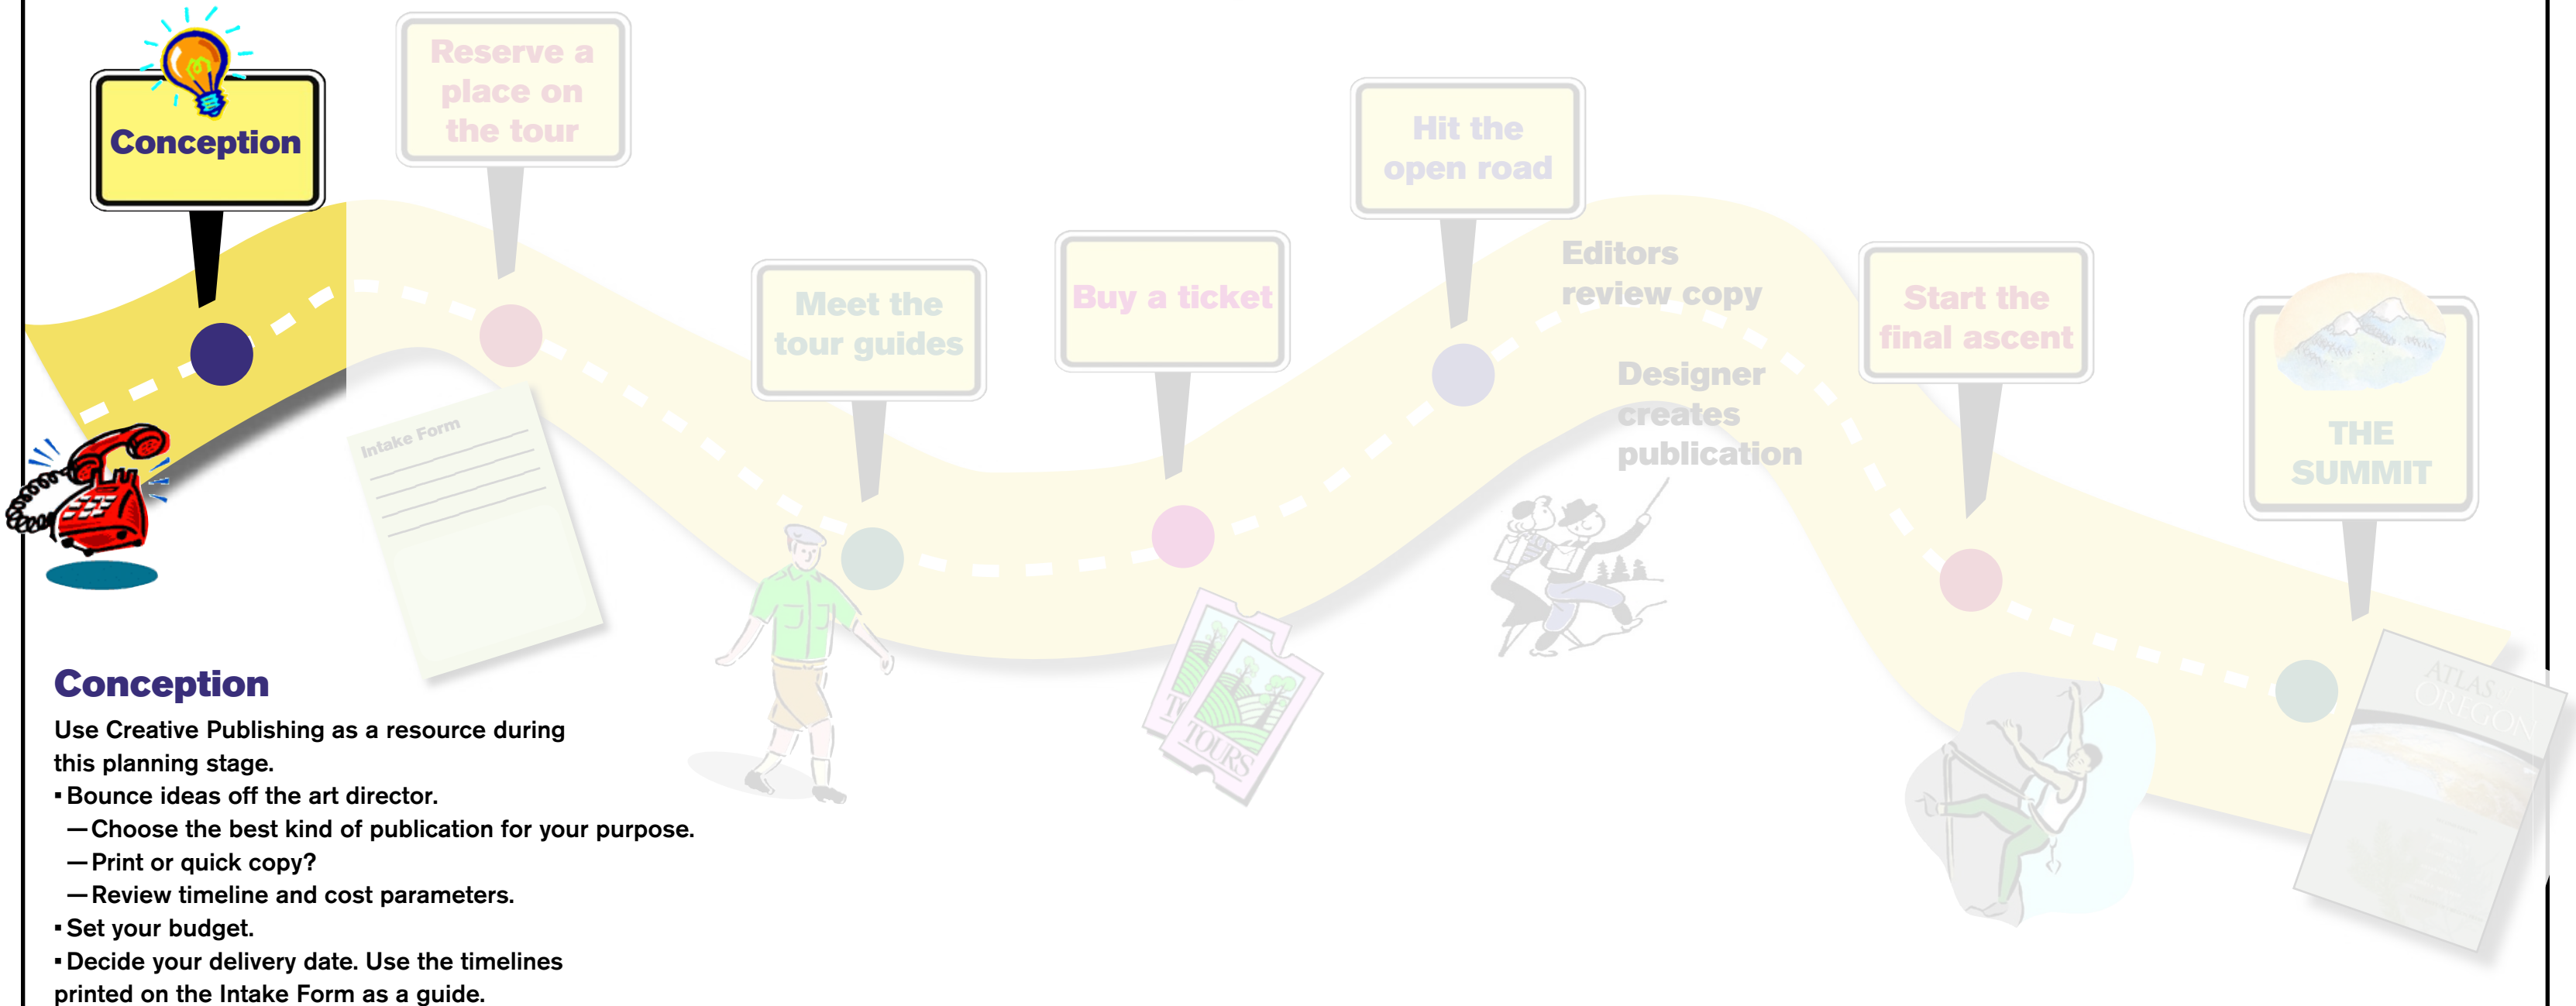 Conception
Reserve a
place on
the tour
Meet the
tour guides
Buy a ticket
Hit the
open road
Editors
review copy
Designer
creates
publication
Start the
final ascent
THE
SUMMIT
Intake Form
TOURS
ATLAS OF
OREGON
Conception
Use Creative Publishing as a resource during
this planning stage.
▪ Bounce ideas off the art director.
— Choose the best kind of publication for your purpose.
— Print or quick copy?
— Review timeline and cost parameters.
▪ Set your budget.
▪ Decide your delivery date. Use the timelines
printed on the Intake Form as a guide.